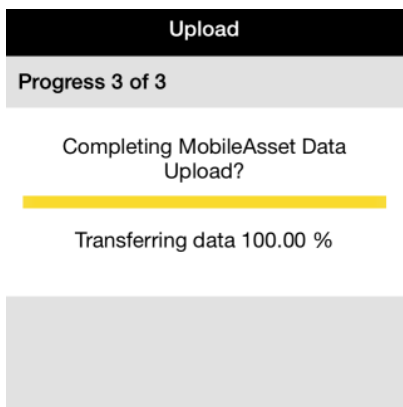 Upload
Progress 3 of 3
Completing MobileAsset Data
Upload?
Transferring data 100.00 %